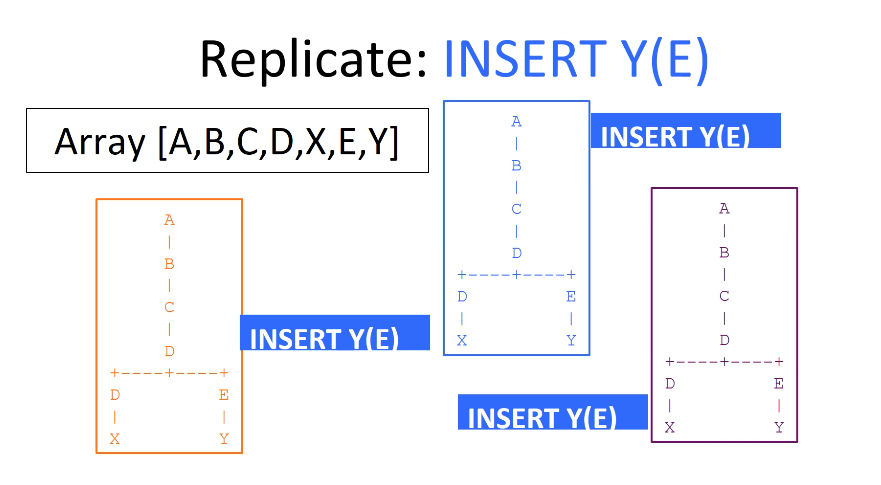 Replicate: INSERT Y(E)
Array [A,B,C,D,X,E,Y]
A
|
B
|
C
|
D
+----+----+
D E
| |
X Y
INSERT Y(E)
A
|
B
|
C
|
D
+----+----+
D E
| |
X Y
INSERT Y(E)
A
|
B
|
C
|
D
+----+----+
D E
| |
X Y
INSERT Y(E)